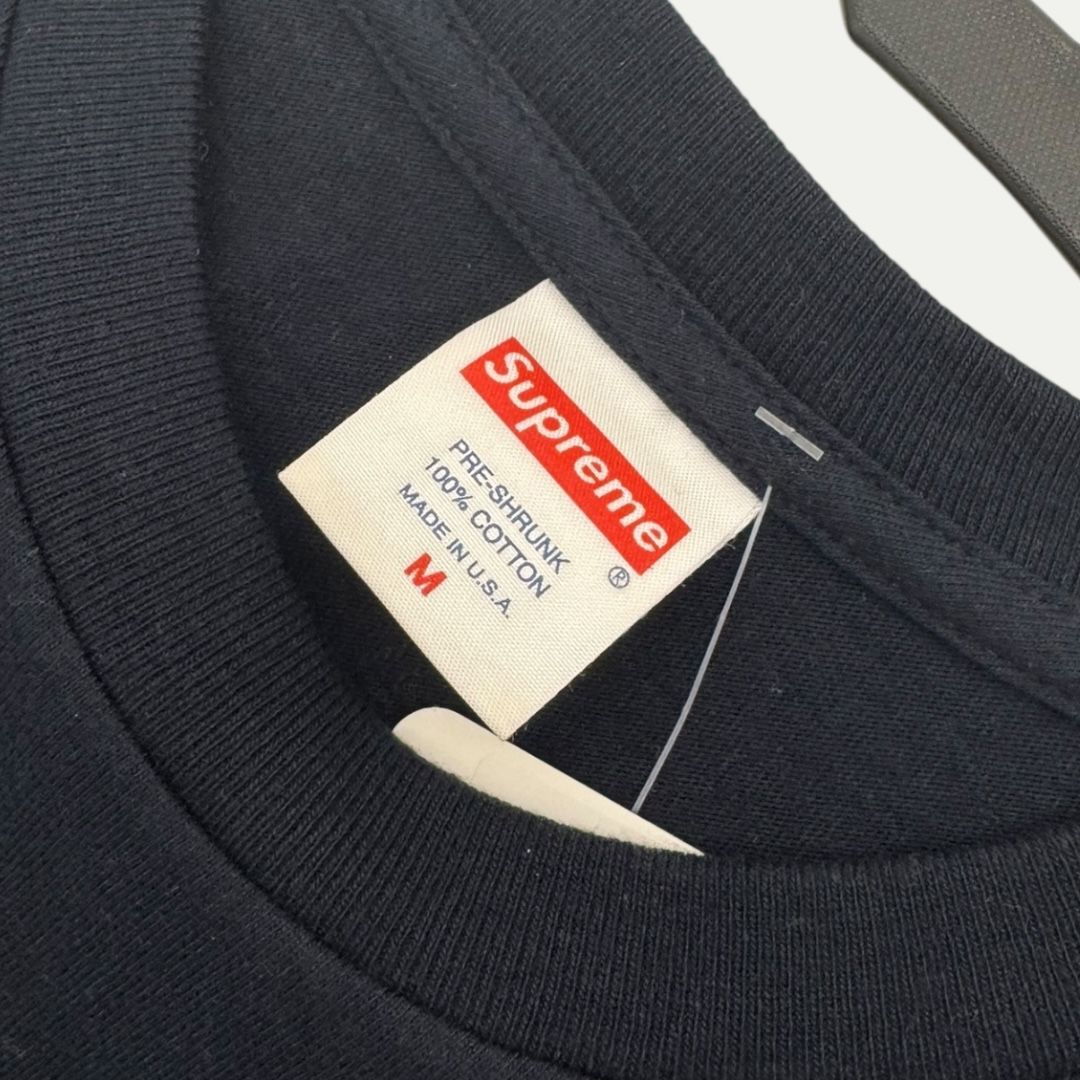 Supreme
®
PRE-SHRUNK
100% COTTON
MADE IN U.S.A.
M